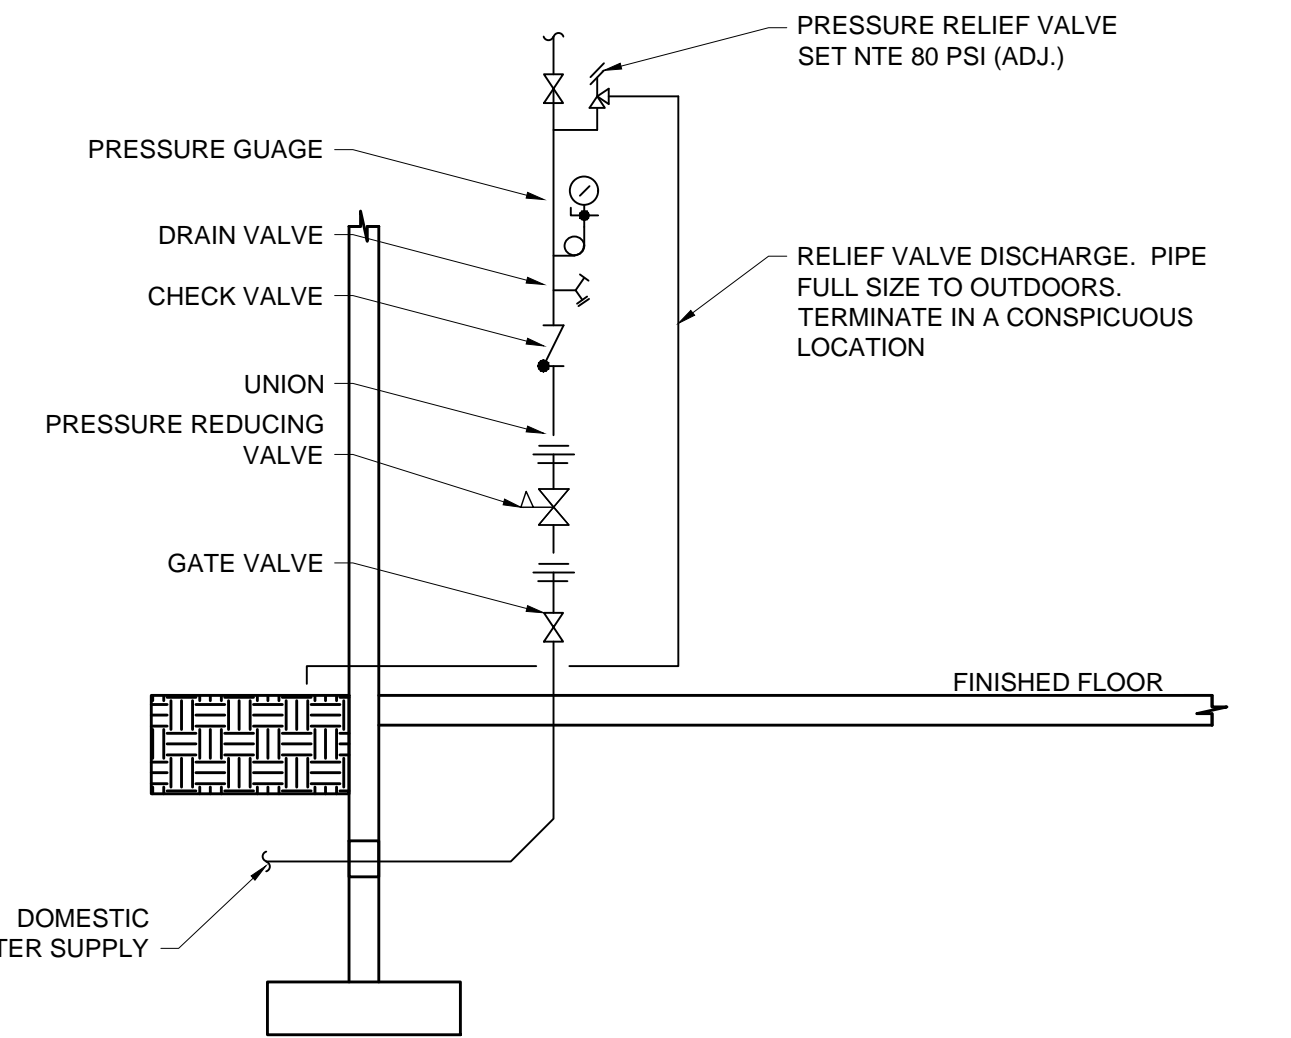 PRESSURE RELIEF VALVE
SET NTE 80 PSI (ADJ.)
PRESSURE GUAGE
DRAIN VALVE
CHECK VALVE
UNION
PRESSURE REDUCING
VALVE
GATE VALVE
RELIEF VALVE DISCHARGE. PIPE
FULL SIZE TO OUTDOORS.
TERMINATE IN A CONSPICUOUS
LOCATION
FINISHED FLOOR
DOMESTIC
TER SUPPLY